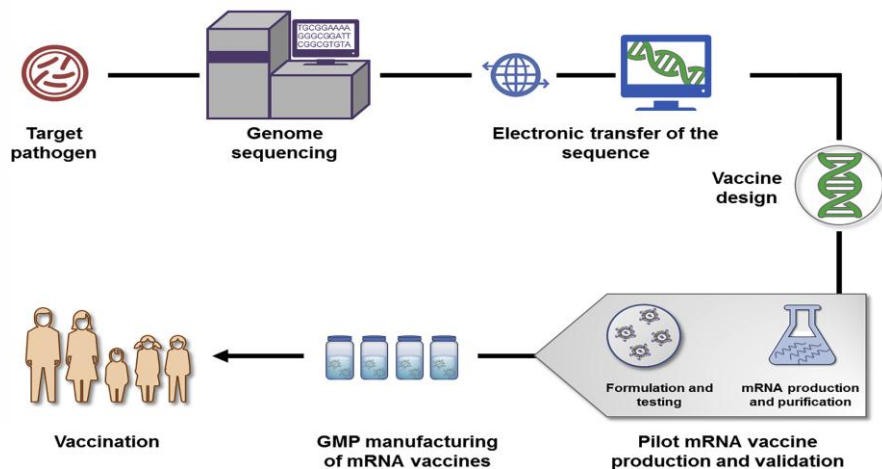 TGCGGAAAA
GGGCGGATT
CGGCGTGTA
Target
pathogen
Genome
sequencing
Electronic transfer of the
sequence
Vaccine
design
Formulation and
testing
mRNA production
and purification
Vaccination
GMP manufacturing
of mRNA vaccines
Pilot mRNA vaccine
production and validation